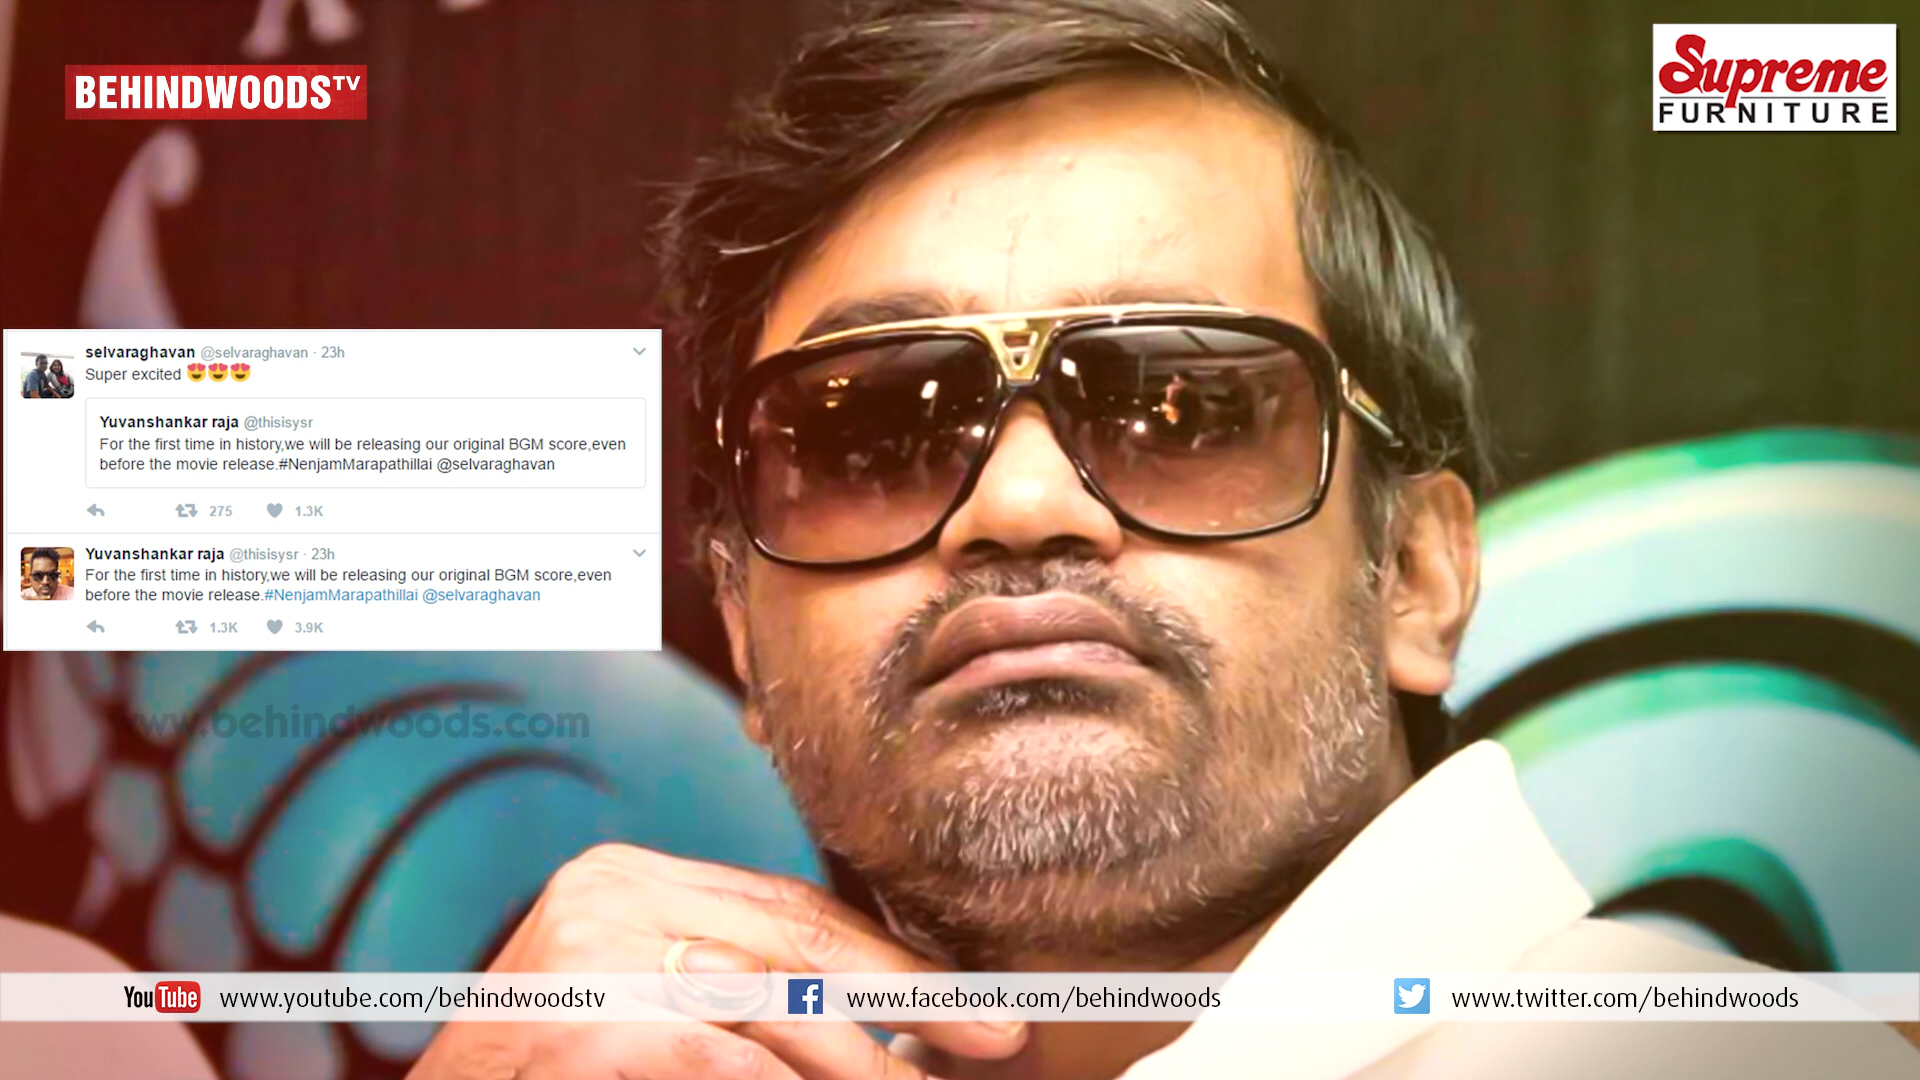 BEHINDWOODS TV
Supreme
FURNITURE
selvaraghavan @selvaraghavan · 23h
Super excited 😍😍😍
Yuvanshankar raja @thisisysr
For the first time in history,we will be releasing our original BGM score,even
before the movie release.#NenjamMarapathillai @selvaraghavan
275 1.3K
Yuvanshankar raja @thisisysr · 23h
For the first time in history,we will be releasing our original BGM score,even
before the movie release.#NenjamMarapathillai @selvaraghavan
1.3K 3.9K
www.behindwoods.com
YouTube www.youtube.com/behindwoodstv
f www.facebook.com/behindwoods
www.twitter.com/behindwoods